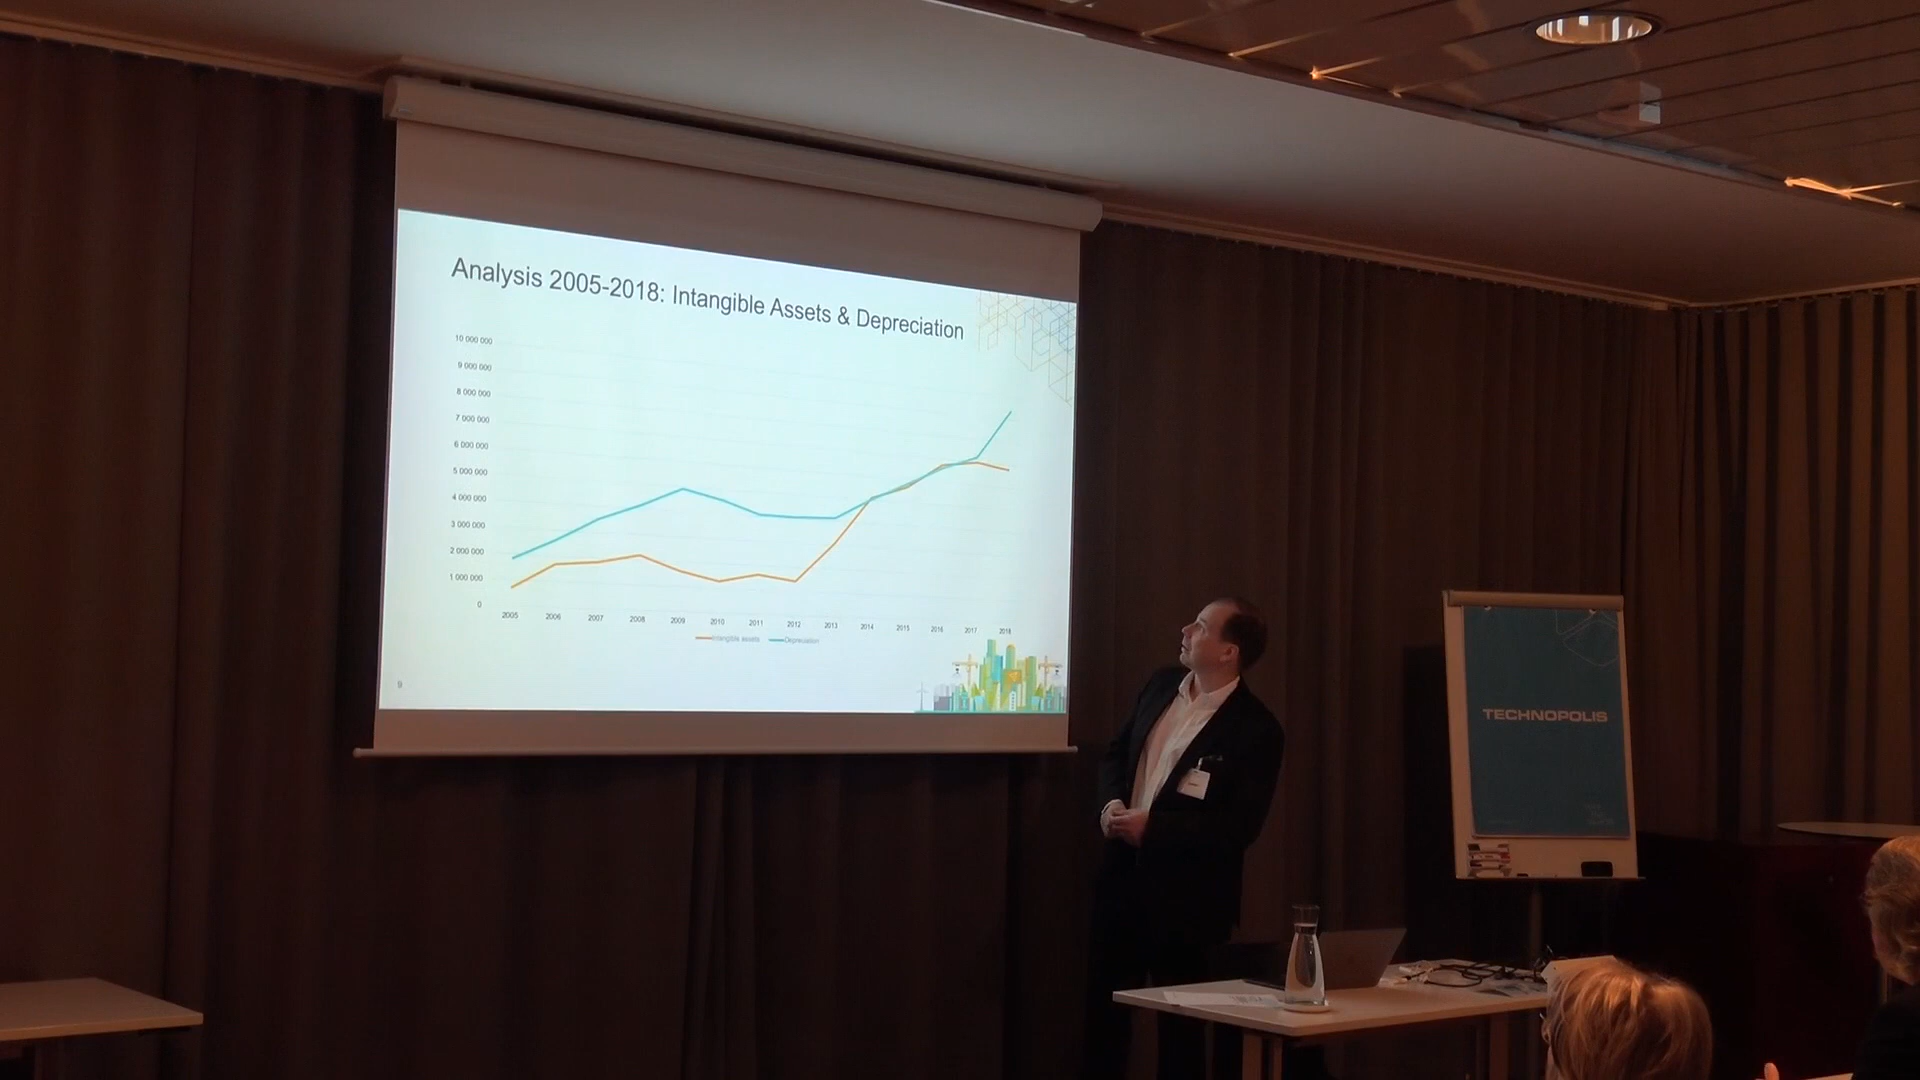 Analysis 2005-2018: Intangible Assets & Depreciation
10 000 000
9 000 000
8 000 000
7 000 000
6 000 000
5 000 000
4 000 000
3 000 000
2 000 000
1 000 000
0
2005 2006 2007 2008 2009 2010 2011 2012 2013 2014 2015 2016 2017 2018
Intangible assets Depreciation
9
TECHNOPOLIS